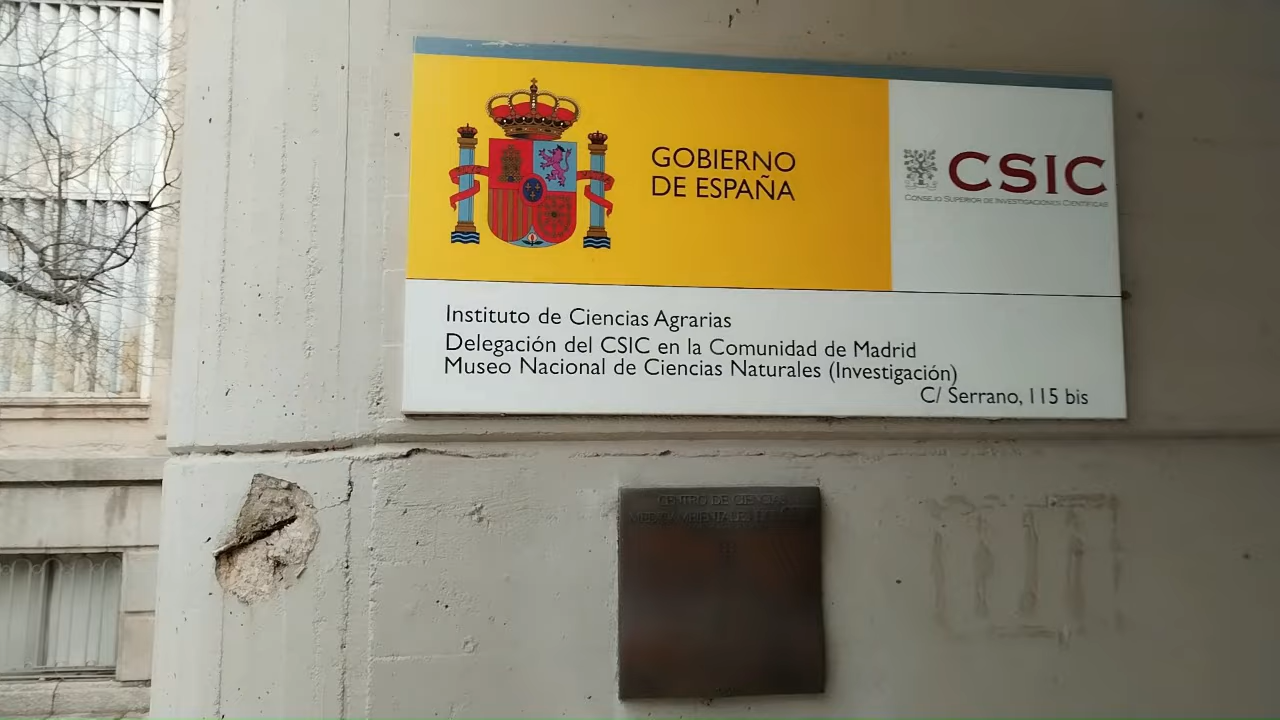 GOBIERNO
DE ESPAÑA
CSIC
CONSEJO SUPERIOR DE INVESTIGACIONES CIENTÍFICAS
Instituto de Ciencias Agrarias
Delegación del CSIC en la Comunidad de Madrid
Museo Nacional de Ciencias Naturales (Investigación)
C/ Serrano, 115 bis
CENTRO DE CIENCIAS
MEDIOAMBIENTALES